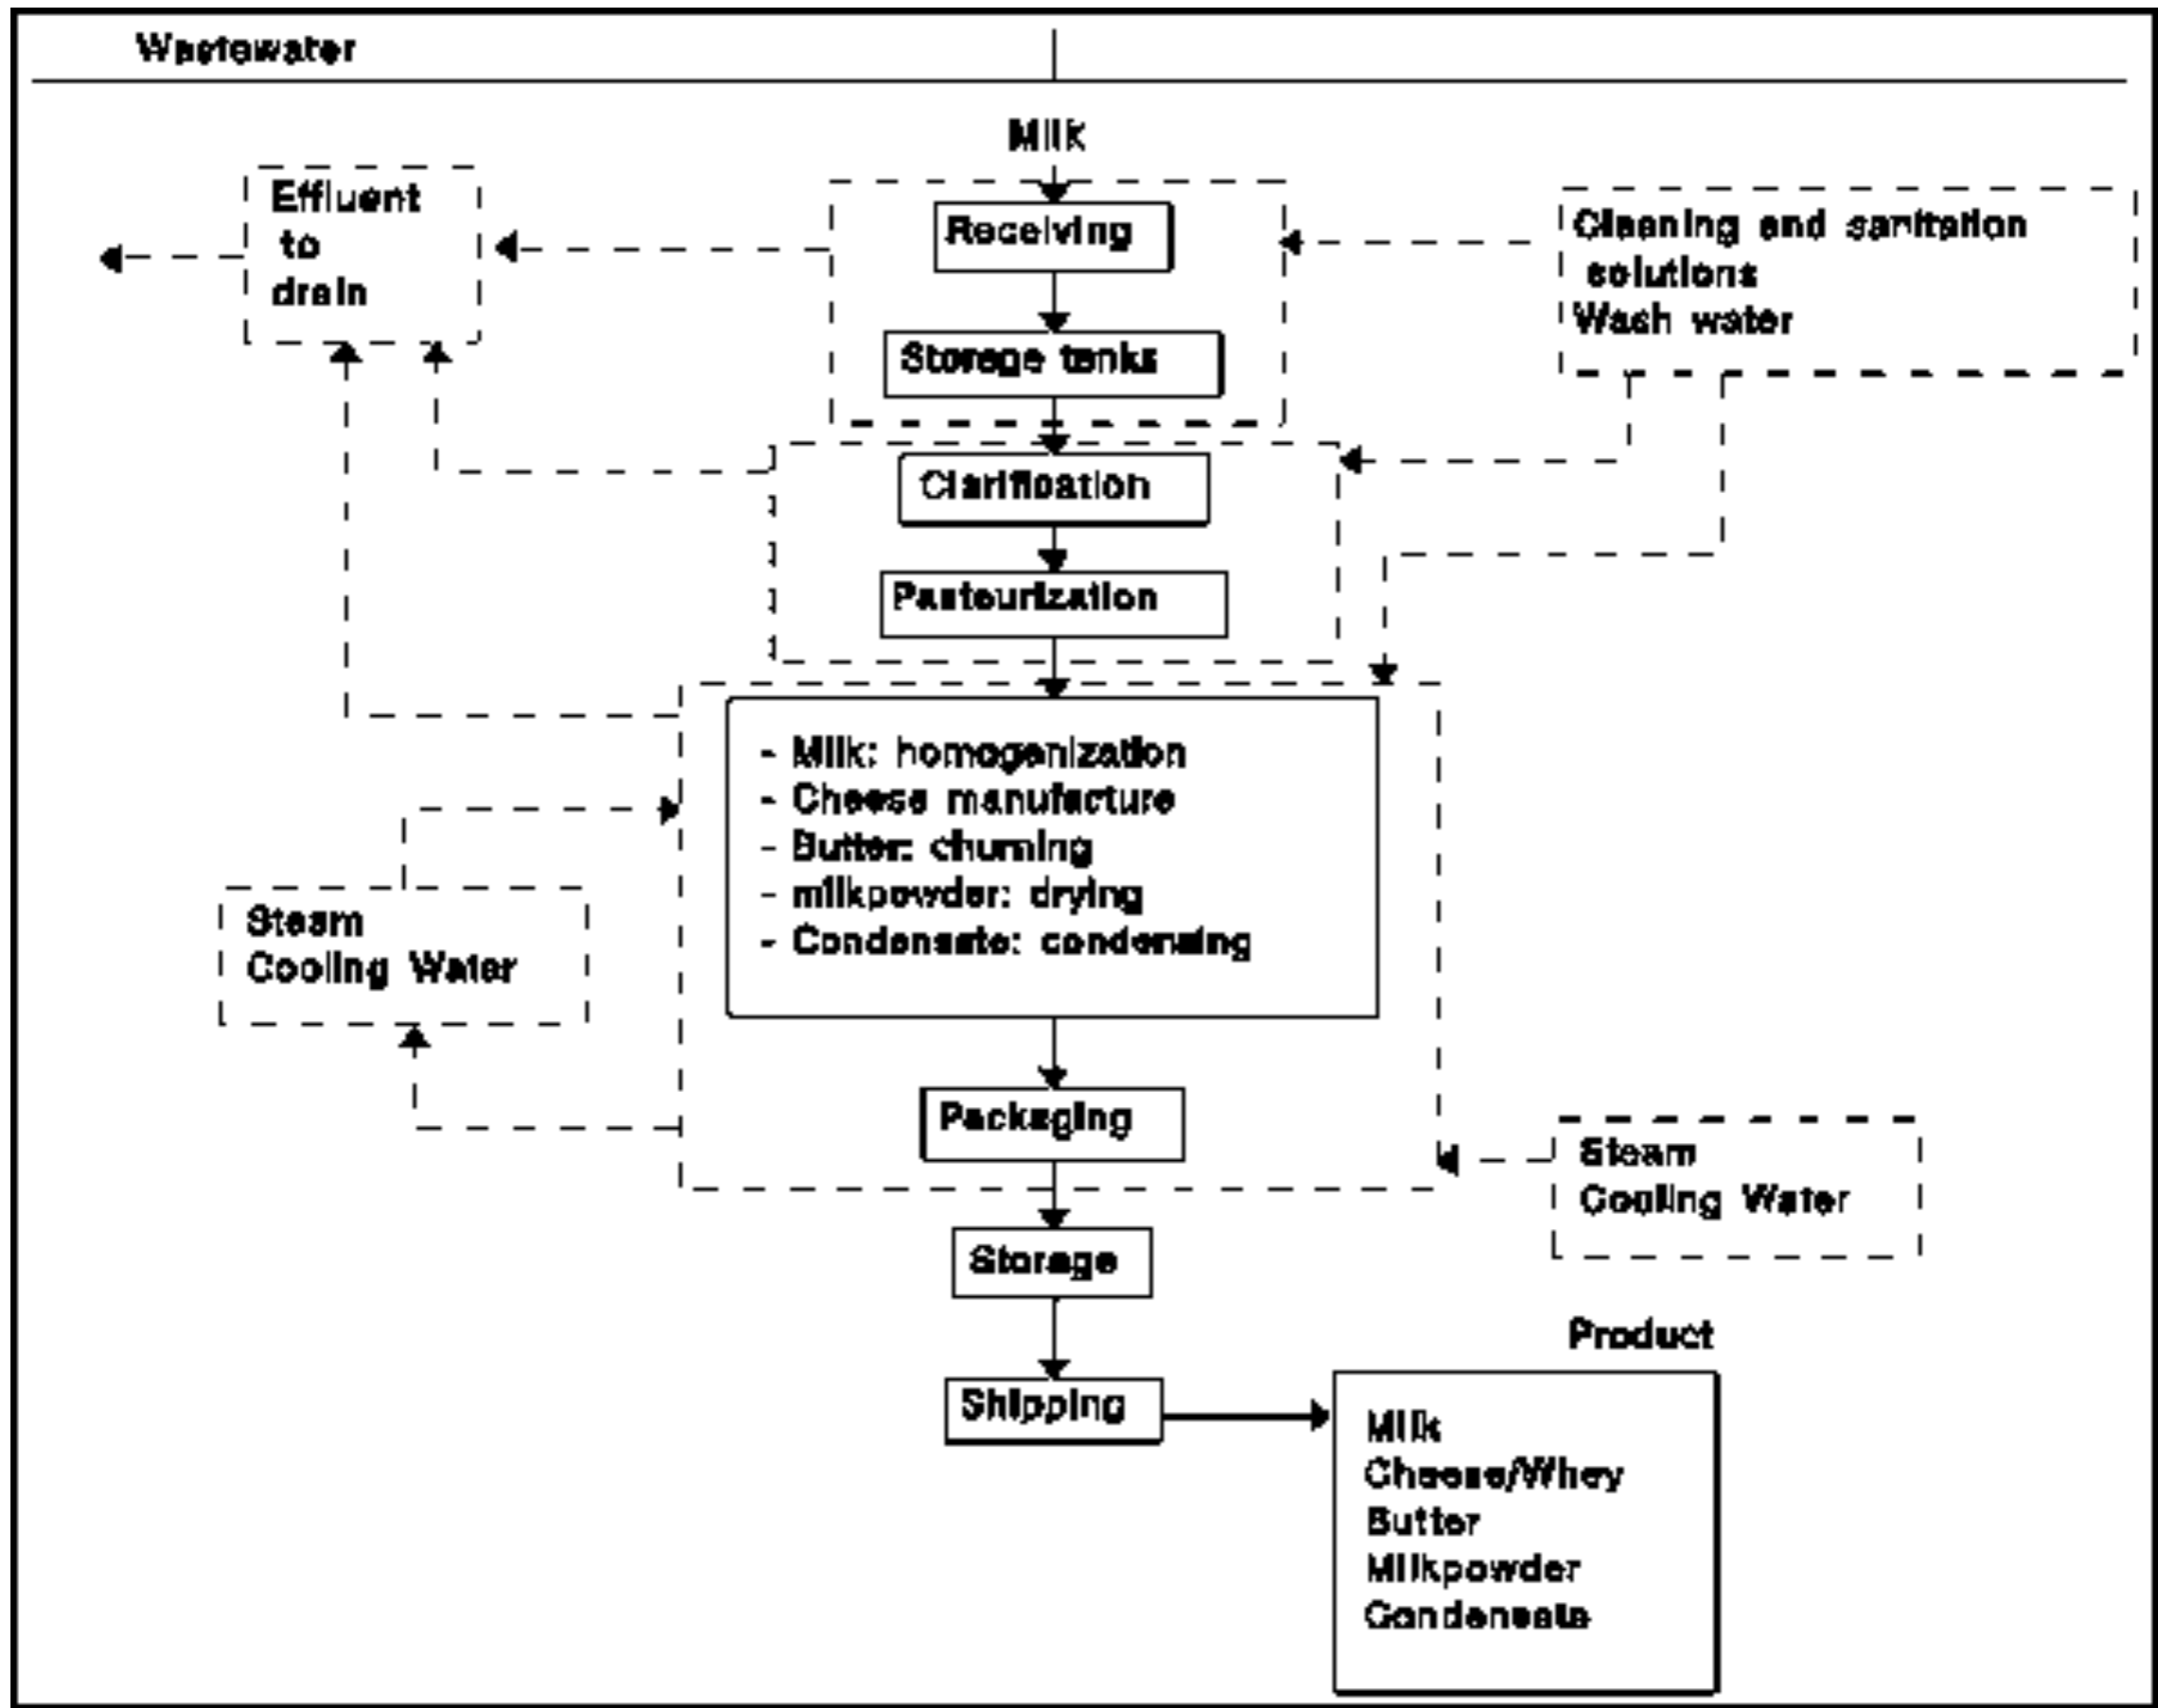 Wastewater
Milk
Effluent
to
drain
Receiving
Cleaning and sanitation
solutions
Wash water
Storage tanks
Clarification
Pasteurization
- Milk: homogenization
- Cheese manufacture
- Butter: churning
- milkpowder: drying
- Condensate: condensing
Steam
Cooling Water
Packaging
Steam
Cooling Water
Storage
Product
Shipping
Milk
Cheese/Whey
Butter
Milkpowder
Condensate